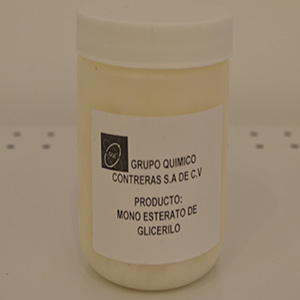 GRUPO QUIMICO
CONTRERAS S.A DE C.V
PRODUCTO:
MONO ESTERATO DE
GLICERILO